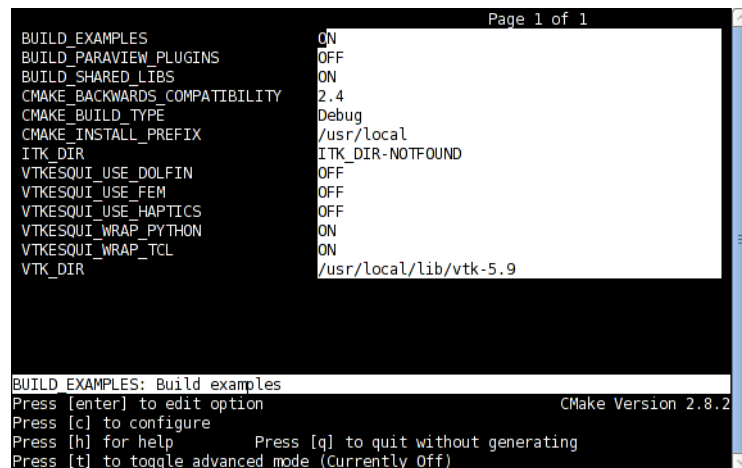 Page 1 of 1
BUILD_EXAMPLES ON
BUILD_PARAVIEW_PLUGINS OFF
BUILD_SHARED_LIBS ON
CMAKE_BACKWARDS_COMPATIBILITY 2.4
CMAKE_BUILD_TYPE Debug
CMAKE_INSTALL_PREFIX /usr/local
ITK_DIR ITK_DIR-NOTFOUND
VTKESQUI_USE_DOLFIN OFF
VTKESQUI_USE_FEM OFF
VTKESQUI_USE_HAPTICS OFF
VTKESQUI_WRAP_PYTHON ON
VTKESQUI_WRAP_TCL ON
VTK_DIR /usr/local/lib/vtk-5.9
BUILD_EXAMPLES: Build examples
Press [enter] to edit option CMake Version 2.8.2
Press [c] to configure
Press [h] for help Press [q] to quit without generating
Press [t] to toggle advanced mode (Currently Off)